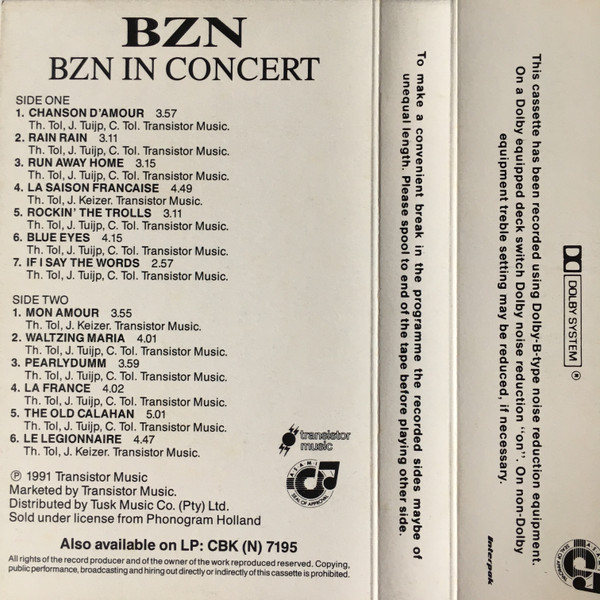 BZN
BZN IN CONCERT
SIDE ONE
1. CHANSON D'AMOUR 3.57
Th. Tol, J. Tuijp, C. Tol. Transistor Music.
2. RAIN RAIN 3.11
Th. Tol, J. Tuijp, C. Tol. Transistor Music.
3. RUN AWAY HOME 3.15
Th. Tol, J. Tuijp, C. Tol. Transistor Music.
4. LA SAISON FRANCAISE 4.49
Th. Tol, J. Keizer. Transistor Music.
5. ROCKIN' THE TROLLS 3.11
Th. Tol, J. Tuijp, C. Tol. Transistor Music.
6. BLUE EYES 4.15
Th. Tol, J. Tuijp, C. Tol. Transistor Music.
7. IF I SAY THE WORDS 2.57
Th. Tol, J. Tuijp, C. Tol. Transistor Music.
SIDE TWO
1. MON AMOUR 3.55
Th. Tol, J. Keizer. Transistor Music.
2. WALTZING MARIA 4.01
Th. Tol, J. Tuijp, C. Tol. Transistor Music.
3. PEARLYDUMM 3.59
Th. Tol, J. Tuijp, C. Tol. Transistor Music.
4. LA FRANCE 4.02
Th. Tol, J. Tuijp, C. Tol. Transistor Music.
5. THE OLD CALAHAN 5.01
Th. Tol, J. Tuijp, C. Tol. Transistor Music.
6. LE LEGIONNAIRE 4.47
Th. Tol, J. Keizer. Transistor Music.
transistor
music
A.S.A.M.I.
SEAL OF APPROVAL
℗ 1991 Transistor Music
Marketed by Transistor Music.
Distributed by Tusk Music Co. (Pty) Ltd.
Sold under license from Phonogram Holland
Also available on LP: CBK (N) 7195
All rights of the record producer and of the owner of the work reproduced reserved. Copying,
public performance, broadcasting and hiring out directly or indirectly of this cassette is prohibited.
To make a convenient break in the programme the recorded sides maybe of
unequal length. Please spool to end of the tape before playing other side.
DOLBY SYSTEM ®
This cassette has been recorded using Dolby-B-type noise reduction equipment.
On a Dolby equipped deck switch Dolby noise reduction "on". On non-Dolby
equipment treble setting may be reduced, if necessary.
Interpak